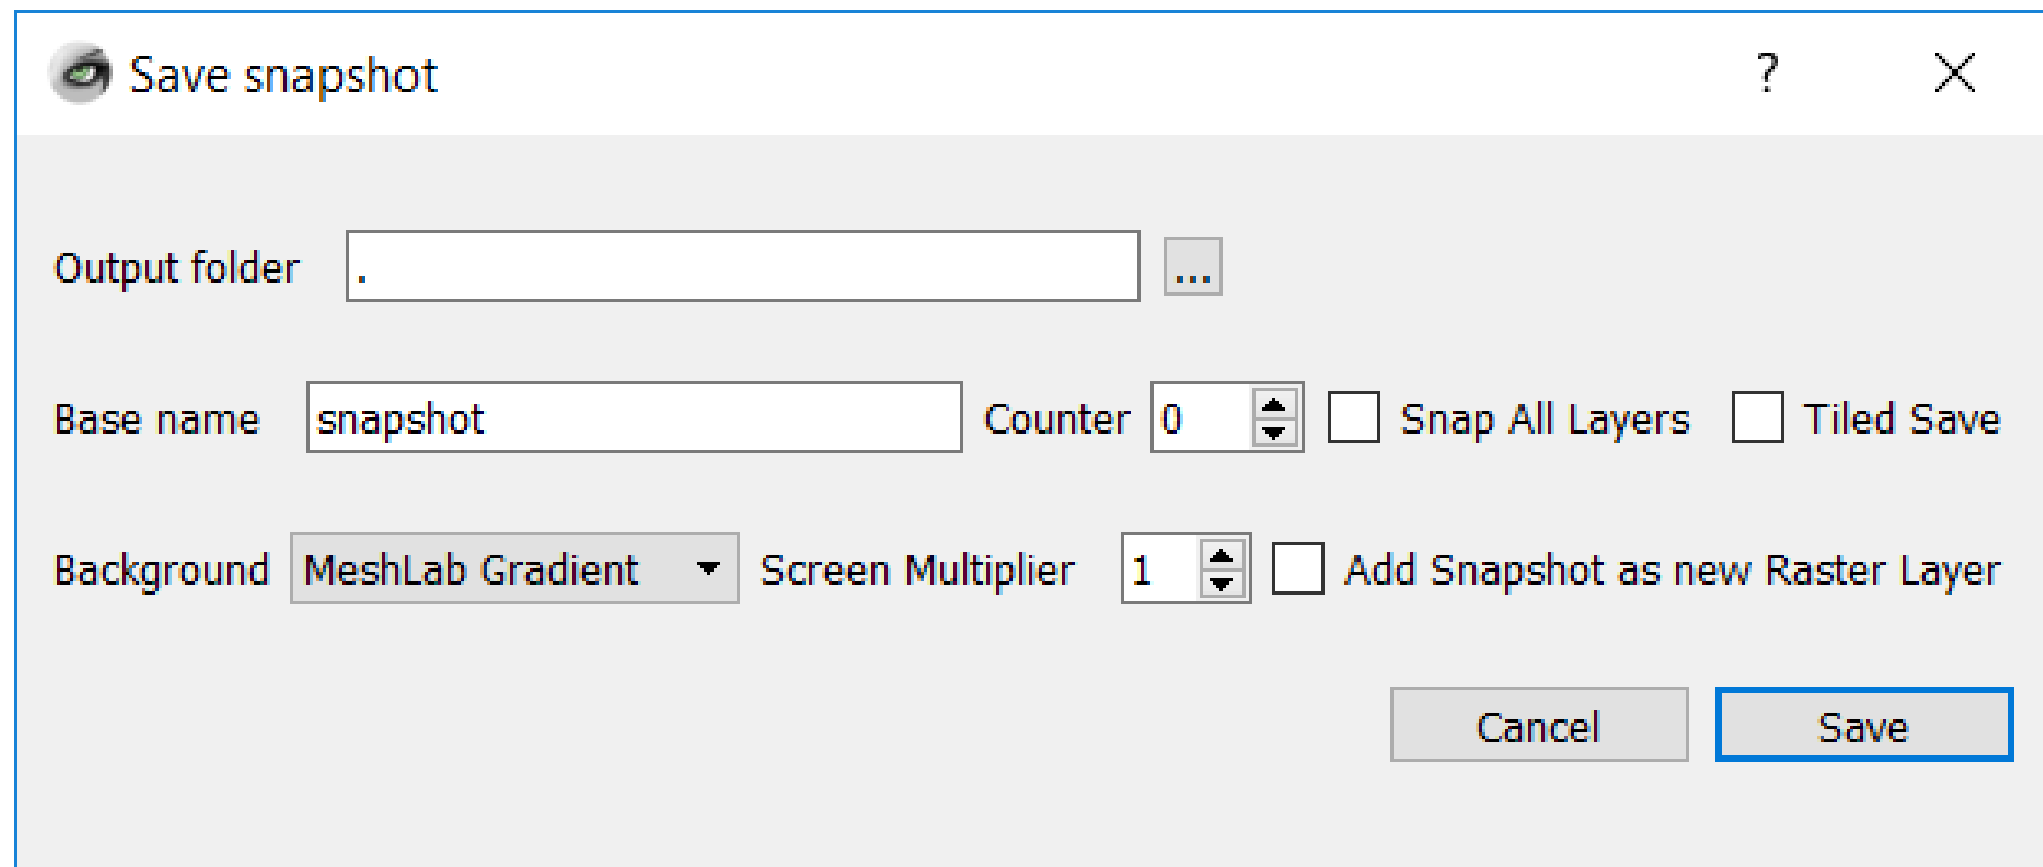 Save snapshot ?
Output folder . ...
Base name snapshot Counter 0 Snap All Layers Tiled Save
Background MeshLab Gradient Screen Multiplier 1 Add Snapshot as new Raster Layer
Cancel Save